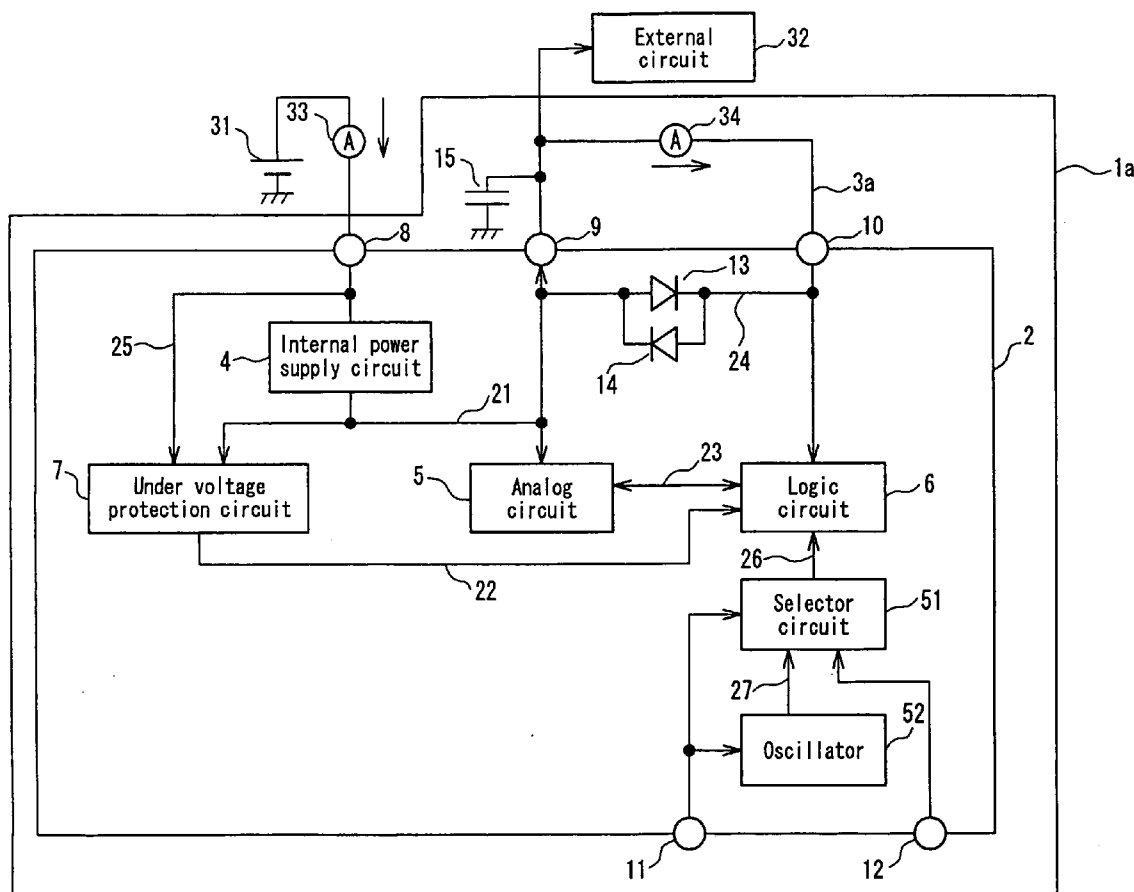 External
circuit
32
33
34
31
A
A
15
1a
3a
8
9
10
13
25
4
Internal power
supply circuit
14
24
2
21
7
Under voltage
protection circuit
5
Analog
circuit
23
Logic
circuit
6
22
26
Selector
circuit
51
27
Oscillator
52
11
12